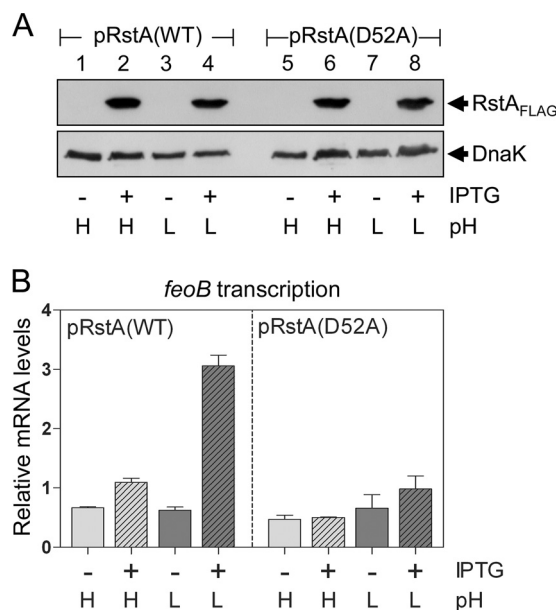 A
pRstA(WT) pRstA(D52A)
1 2 3 4 5 6 7 8
RstAFLAG
DnaK
- + - + - + - + IPTG
H H L L H H L L pH
B
feoB transcription
pRstA(WT) pRstA(D52A)
Relative mRNA levels
4
3
2
1
0
- + - + - + - + IPTG
H H L L H H L L pH